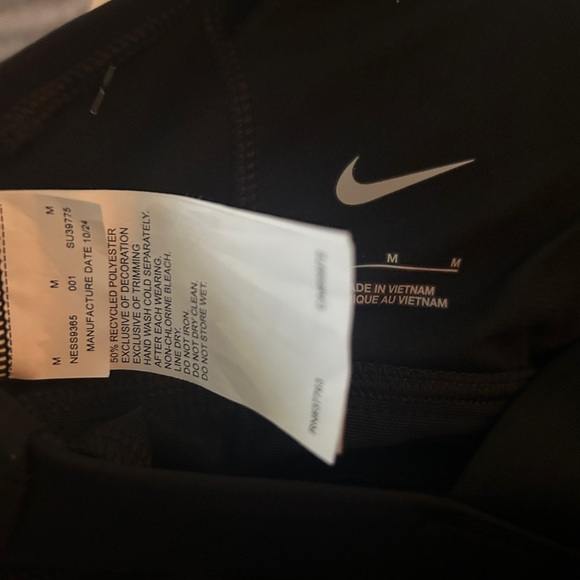 M M M
NESS9365 001 SU39775
MANUFACTURE DATE 10/24
50% RECYCLED POLYESTER
EXCLUSIVE OF DECORATION
EXCLUSIVE OF TRIMMING
HAND WASH COLD SEPARATELY.
AFTER EACH WEARING.
NON-CHLORINE BLEACH.
LINE DRY.
DO NOT IRON.
DO NOT DRY CLEAN.
DO NOT STORE WET.
M M
DE IN VIETNAM
IQUE AU VIETNAM